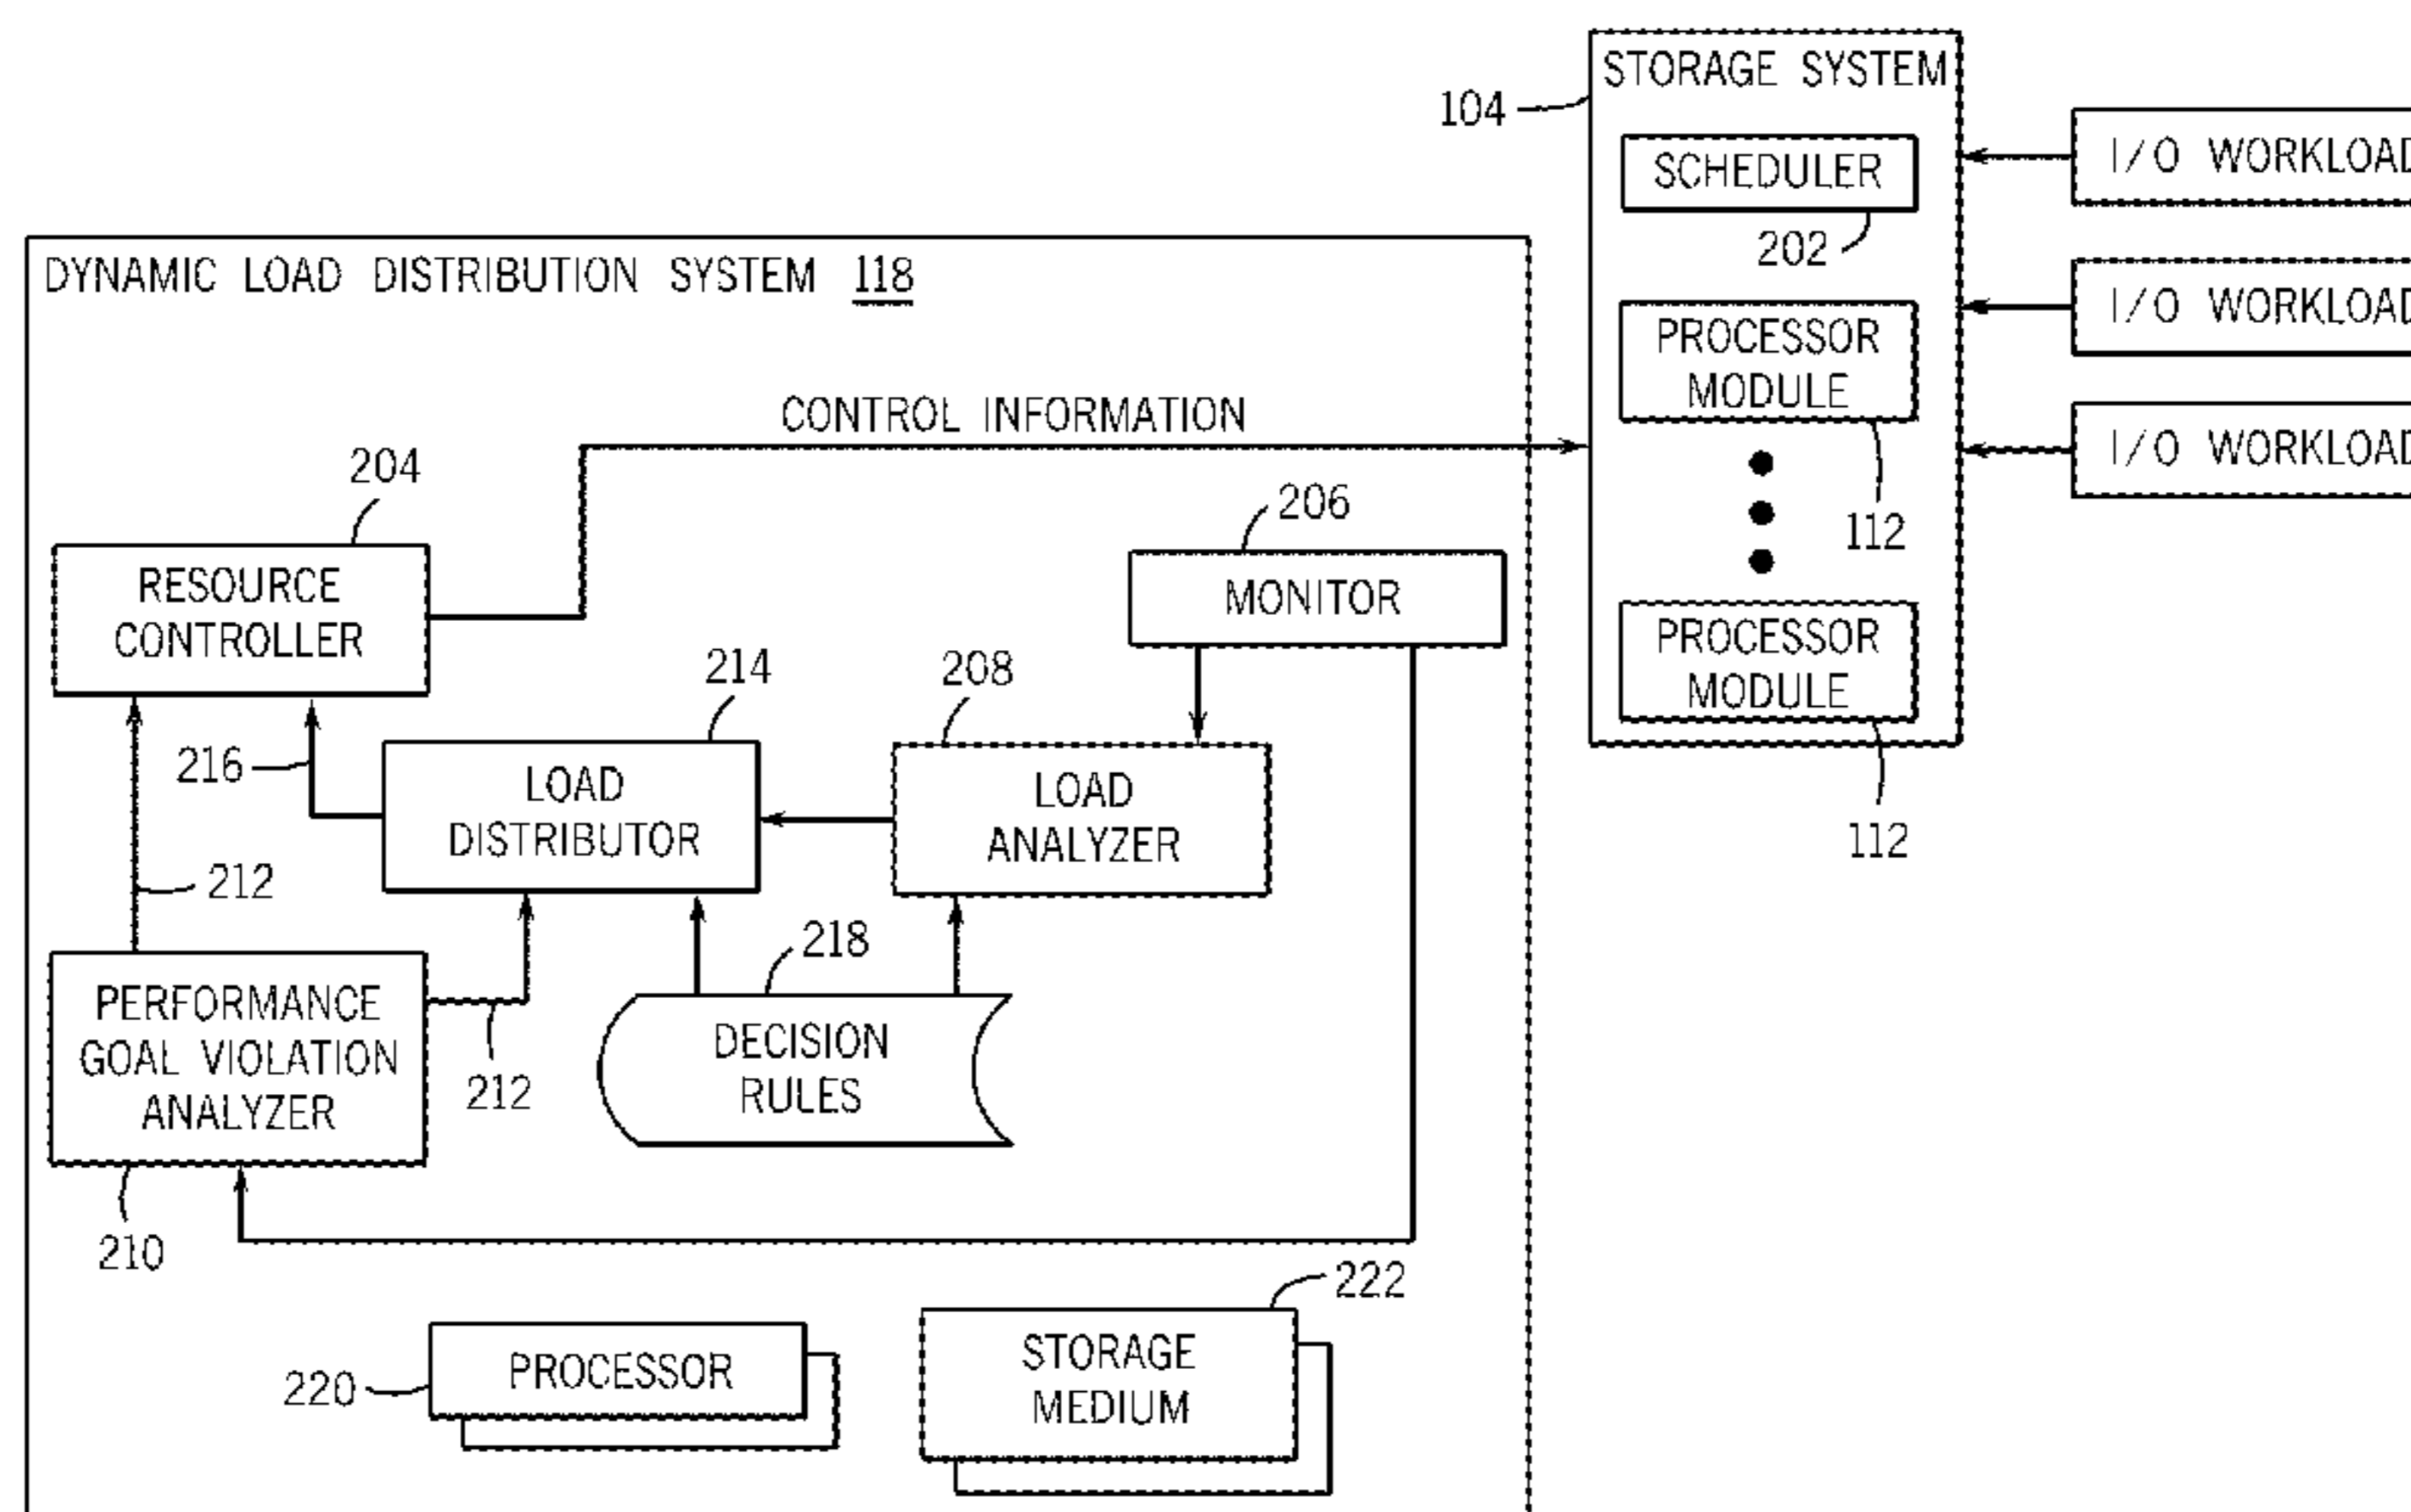 STORAGE SYSTEM
104
SCHEDULER
202
I/O WORKLOAD
I/O WORKLOAD
I/O WORKLOAD
PROCESSOR
MODULE
112
PROCESSOR
MODULE
112
DYNAMIC LOAD DISTRIBUTION SYSTEM 118
CONTROL INFORMATION
204
RESOURCE
CONTROLLER
206
MONITOR
214
208
216
LOAD
DISTRIBUTOR
LOAD
ANALYZER
212
218
PERFORMANCE
GOAL VIOLATION
ANALYZER
212
DECISION
RULES
210
222
220
PROCESSOR
STORAGE
MEDIUM